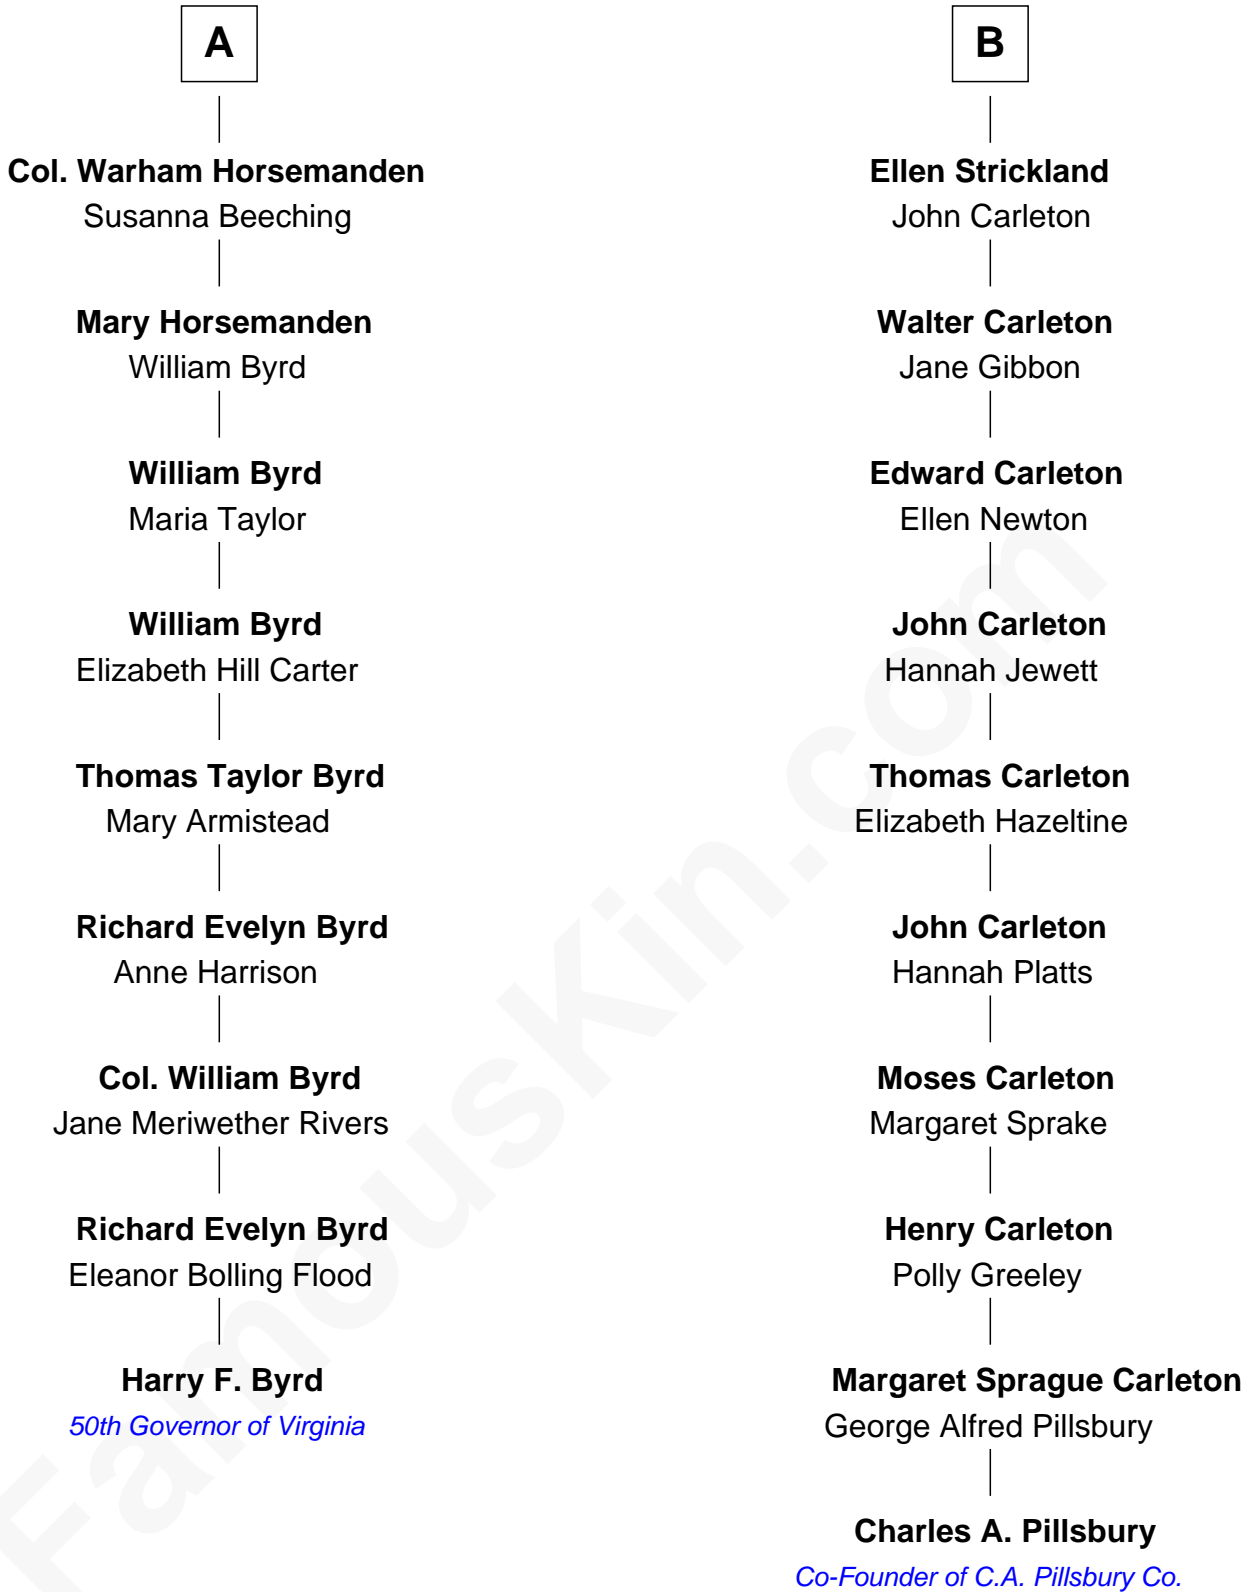 A
Col. Warham Horsemanden
Susanna Beeching
Mary Horsemanden
William Byrd
William Byrd
Maria Taylor
William Byrd
Elizabeth Hill Carter
Thomas Taylor Byrd
Mary Armistead
Richard Evelyn Byrd
Anne Harrison
Col. William Byrd
Jane Meriwether Rivers
Richard Evelyn Byrd
Eleanor Bolling Flood
Harry F. Byrd
50th Governor of Virginia
B
Ellen Strickland
John Carleton
Walter Carleton
Jane Gibbon
Edward Carleton
Ellen Newton
John Carleton
Hannah Jewett
Thomas Carleton
Elizabeth Hazeltine
John Carleton
Hannah Platts
Moses Carleton
Margaret Sprake
Henry Carleton
Polly Greeley
Margaret Sprague Carleton
George Alfred Pillsbury
Charles A. Pillsbury
Co-Founder of C.A. Pillsbury Co.
FamousKin.com